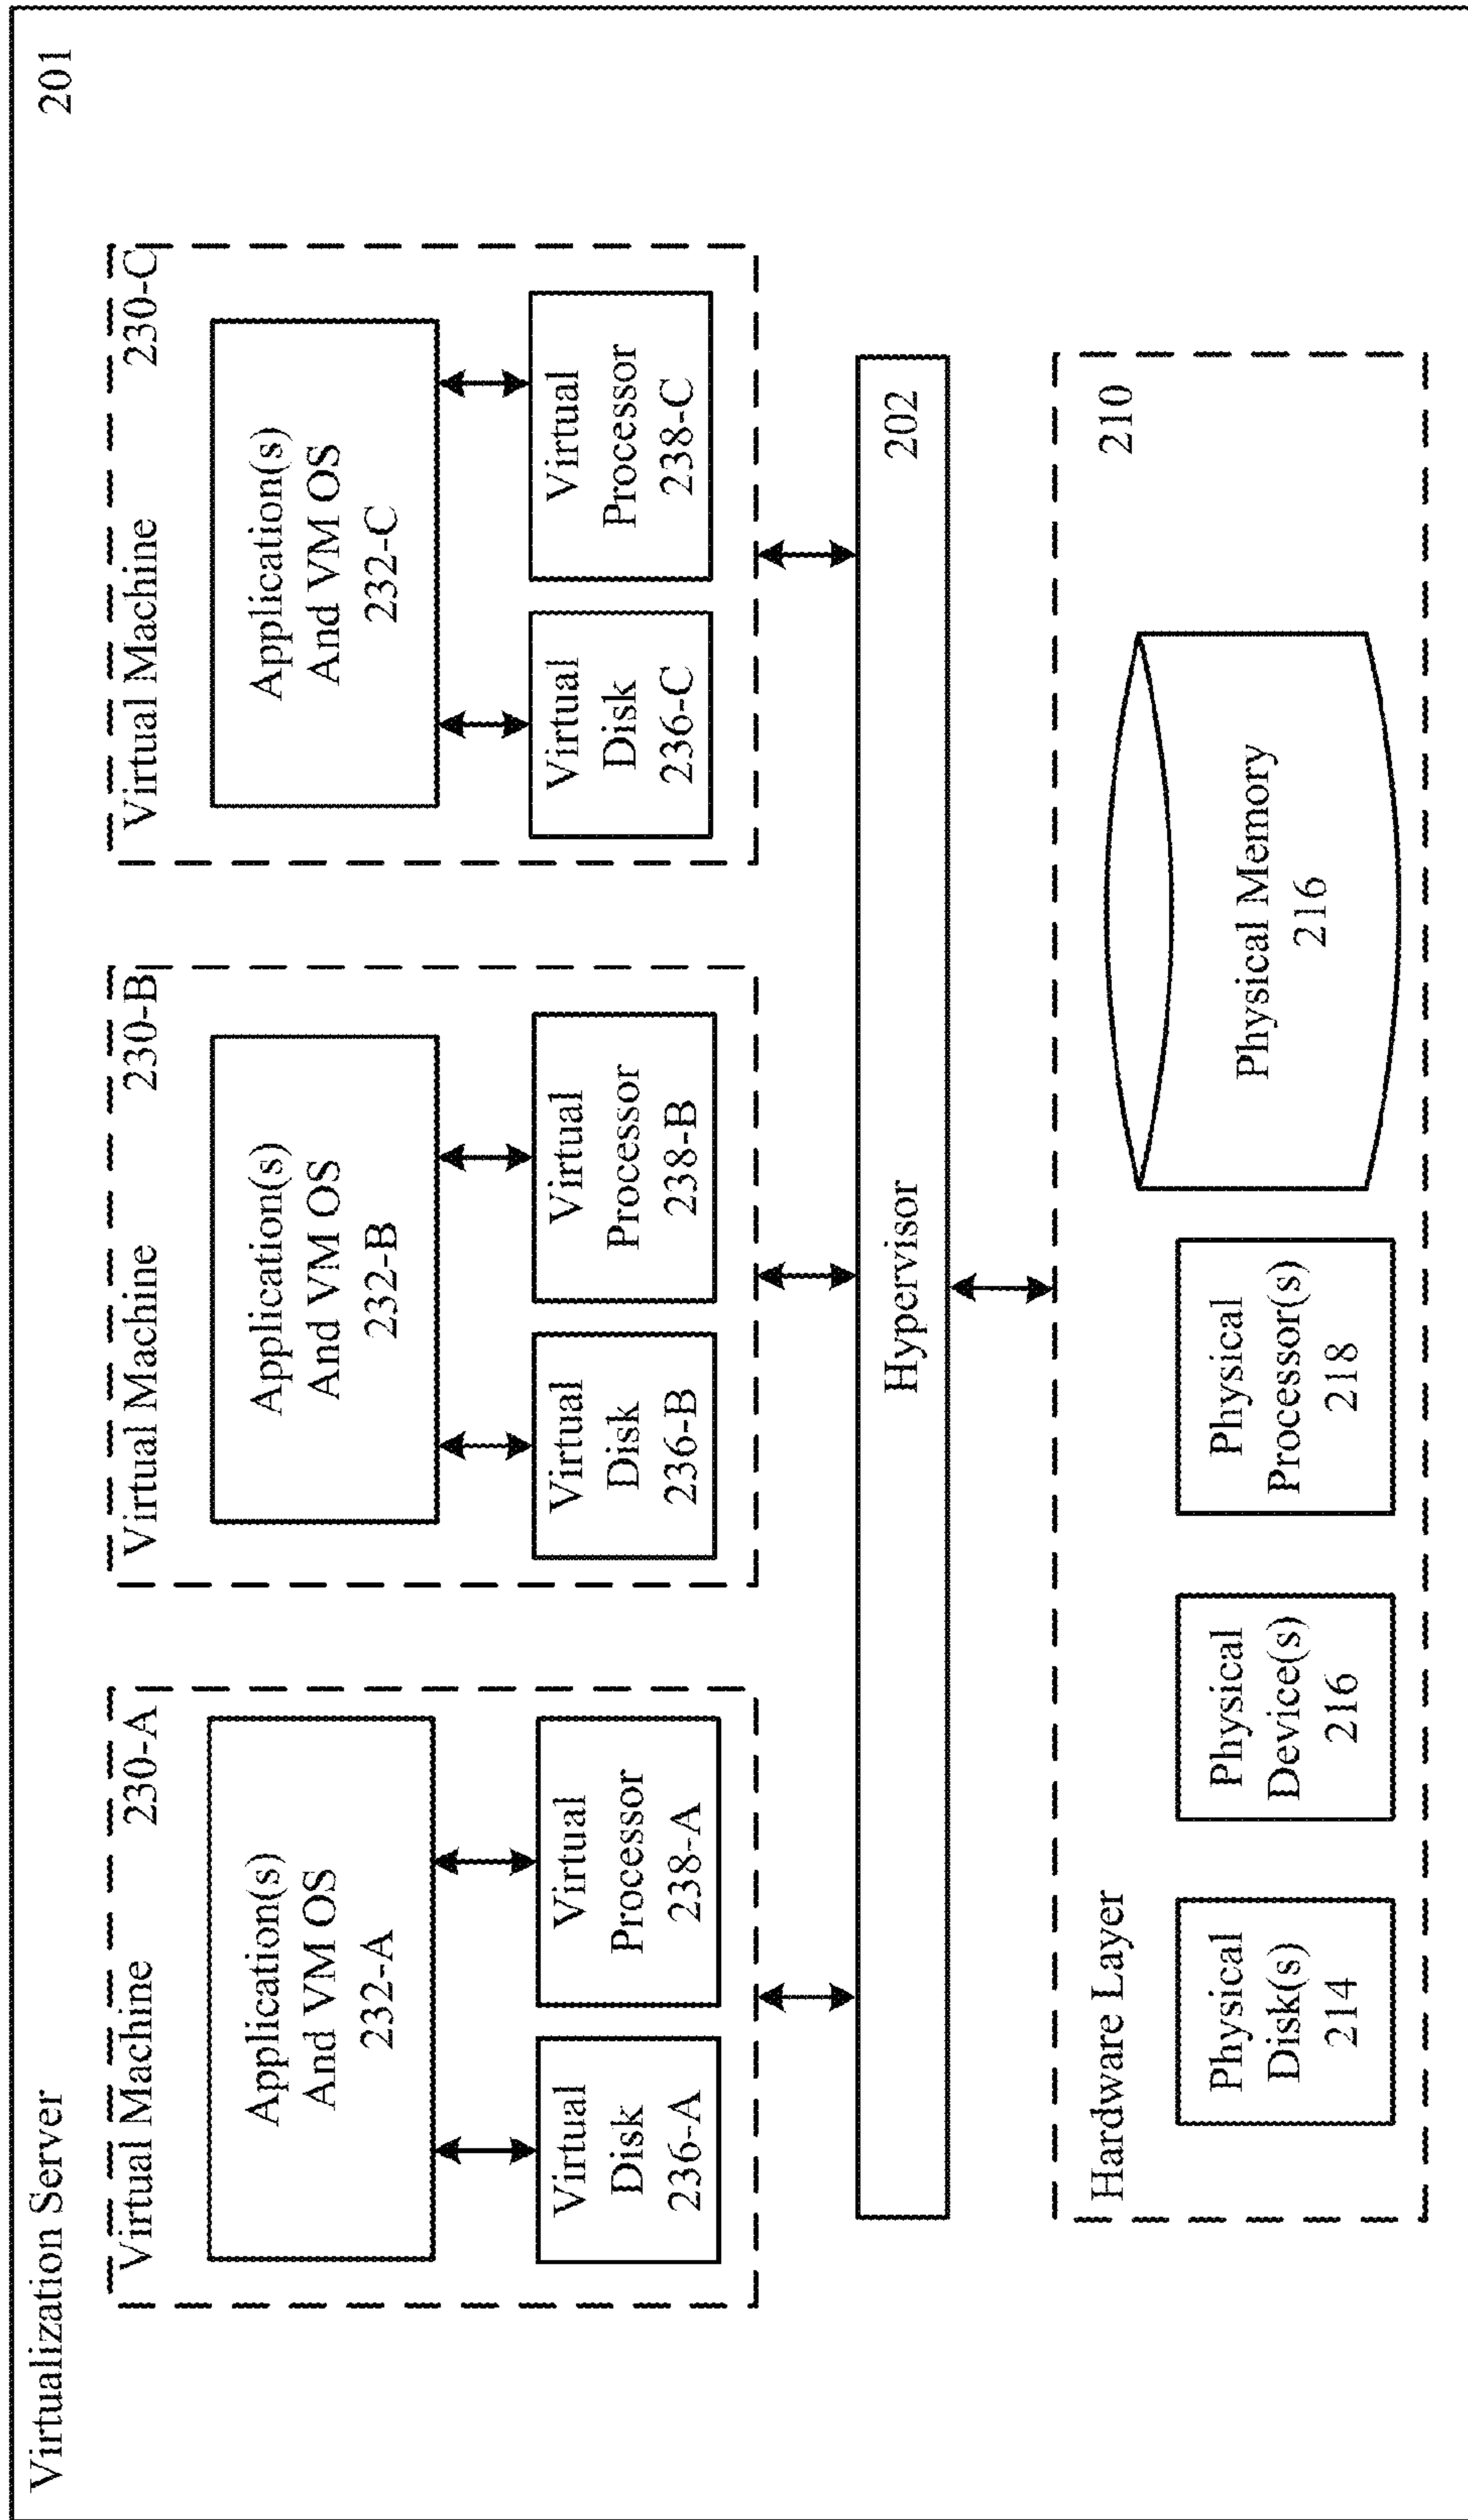 Virtualization Server
201
Virtual Machine
230-A
Application(s)
And VM OS
232-A
Virtual
Disk
236-A
Virtual
Processor
238-A
Virtual Machine
230-B
Application(s)
And VM OS
232-B
Virtual
Disk
236-B
Virtual
Processor
238-B
Virtual Machine
230-C
Application(s)
And VM OS
232-C
Virtual
Disk
236-C
Virtual
Processor
238-C
Hypervisor
202
Hardware Layer
210
Physical
Disk(s)
214
Physical
Device(s)
216
Physical
Processor(s)
218
Physical Memory
216